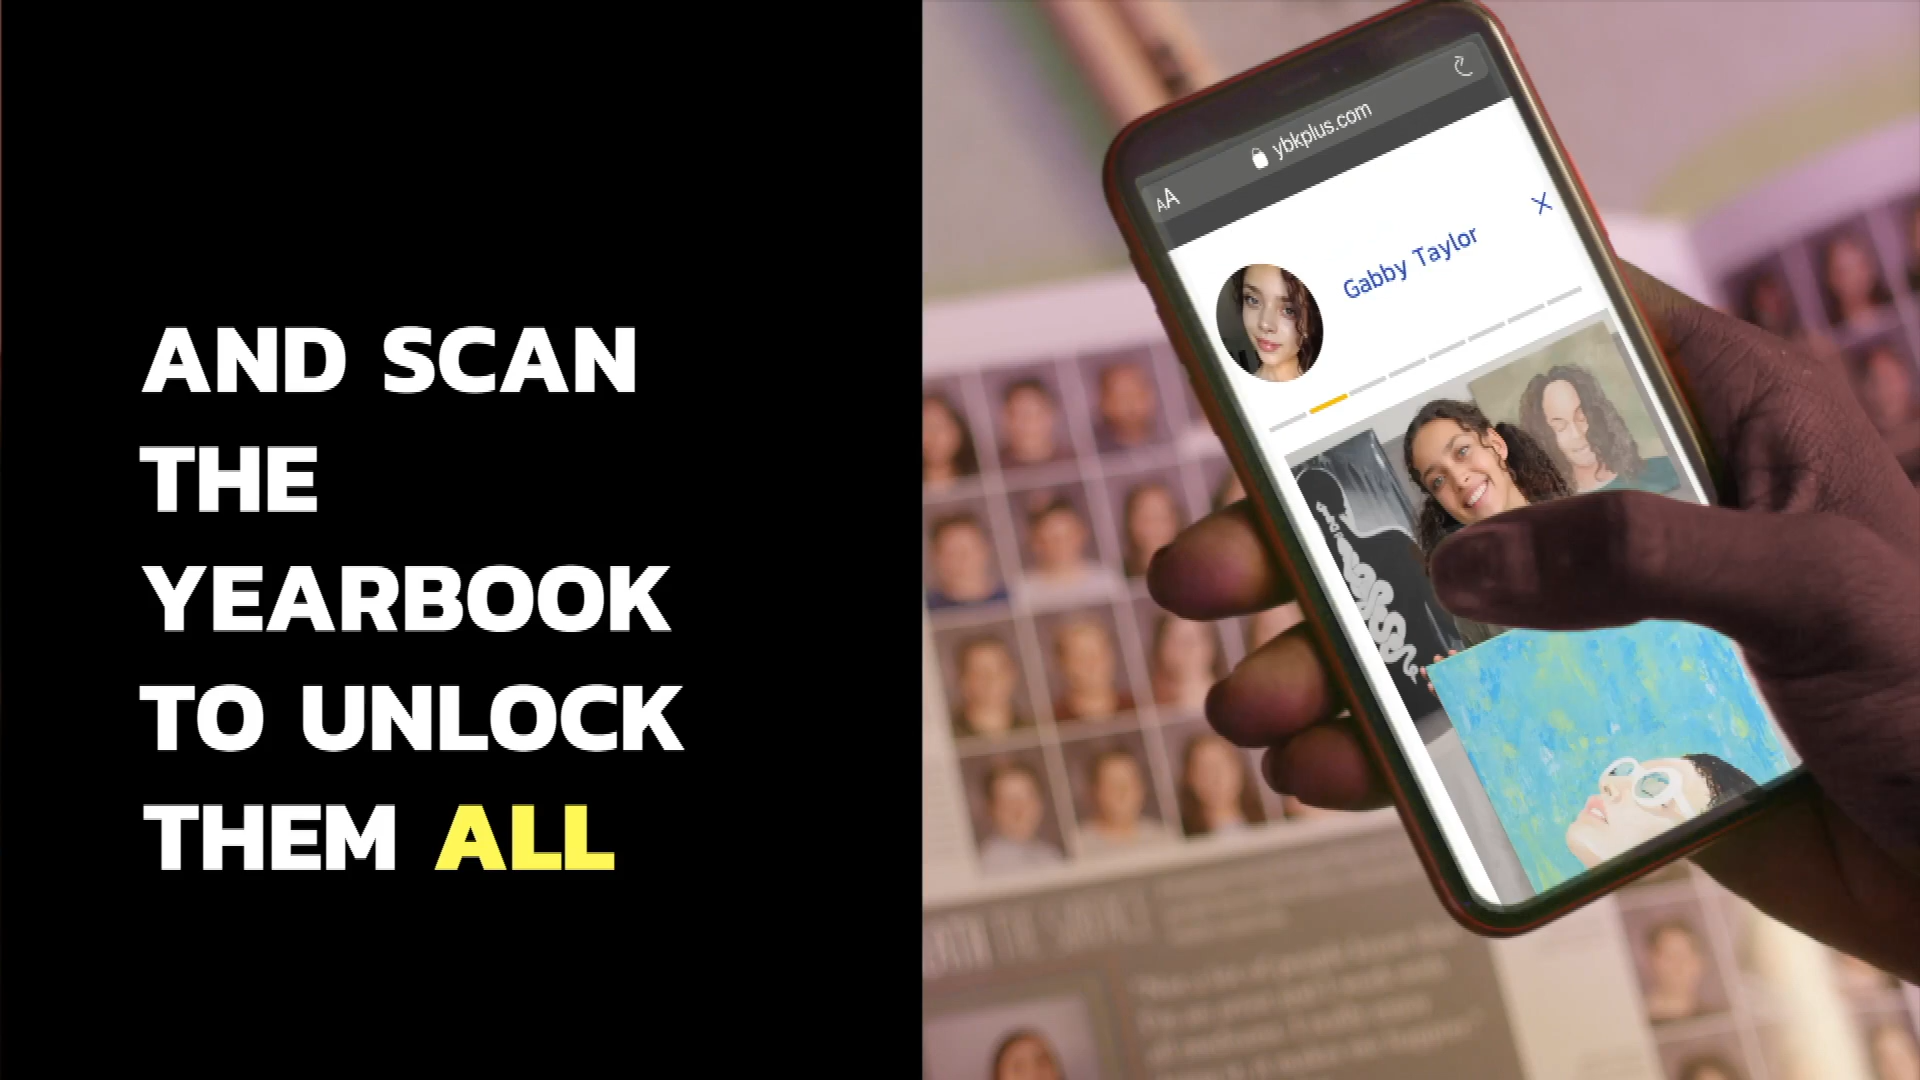 AND SCAN
THE
YEARBOOK
TO UNLOCK
THEM ALL
AA
ybkplus.com
Gabby Taylor
X